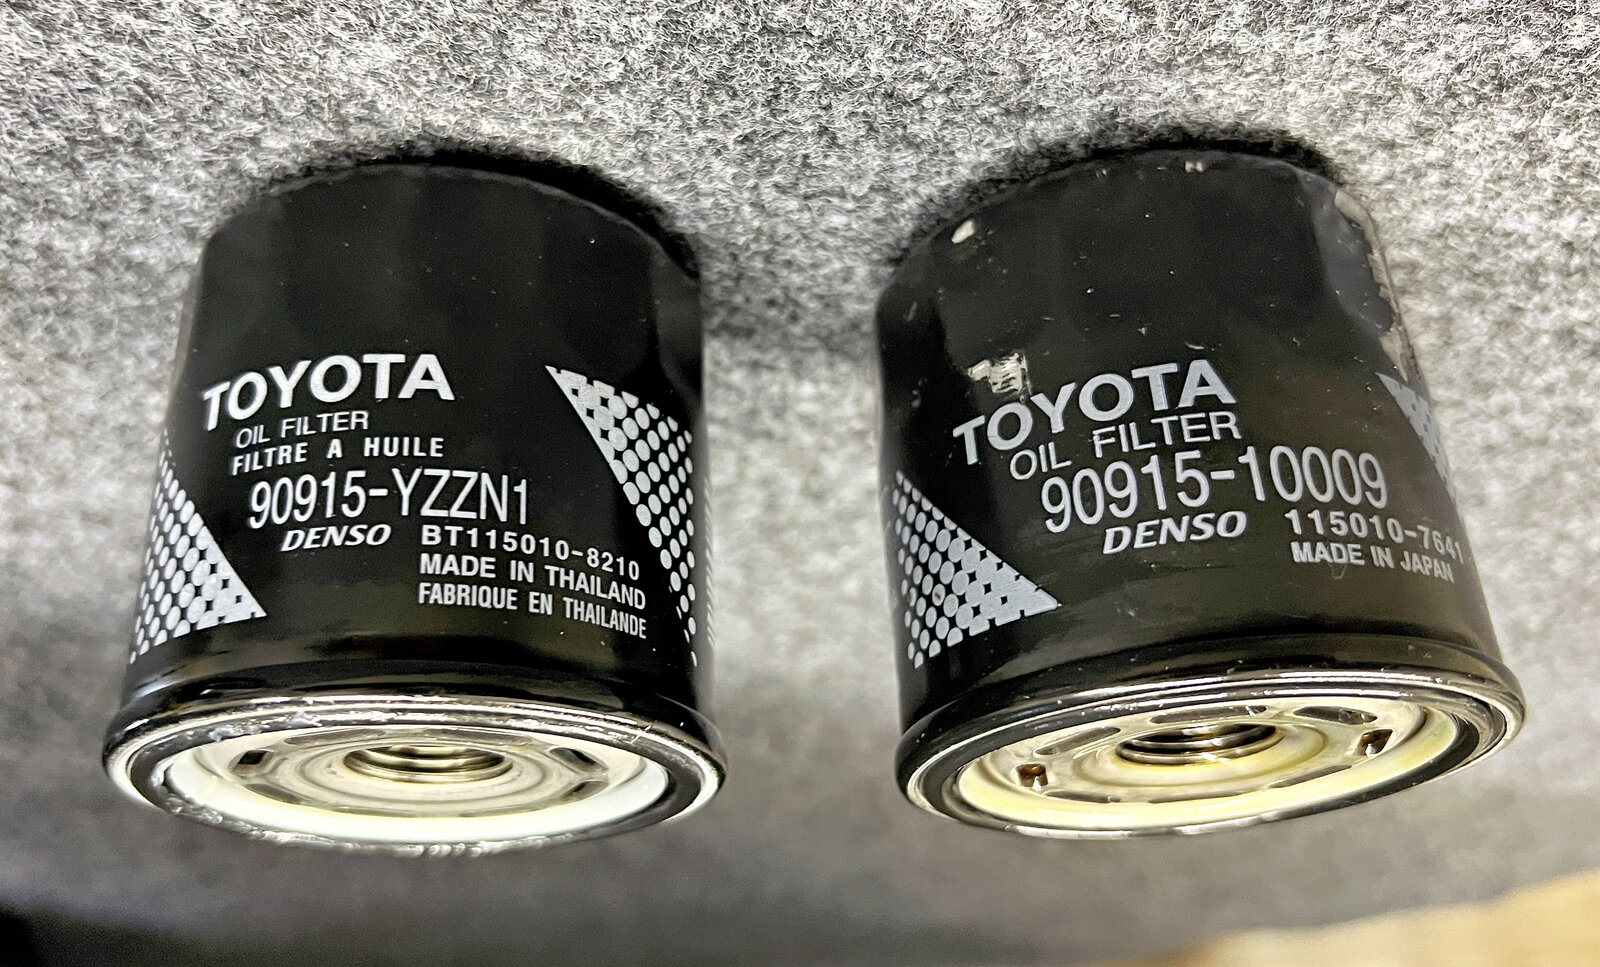 TOYOTA
OIL FILTER
FILTRE A HUILE
90915-YZZN1
DENSO BT115010-8210
MADE IN THAILAND
FABRIQUE EN THAILANDE
TOYOTA
OIL FILTER
90915-10009
DENSO 115010-7641
MADE IN JAPAN